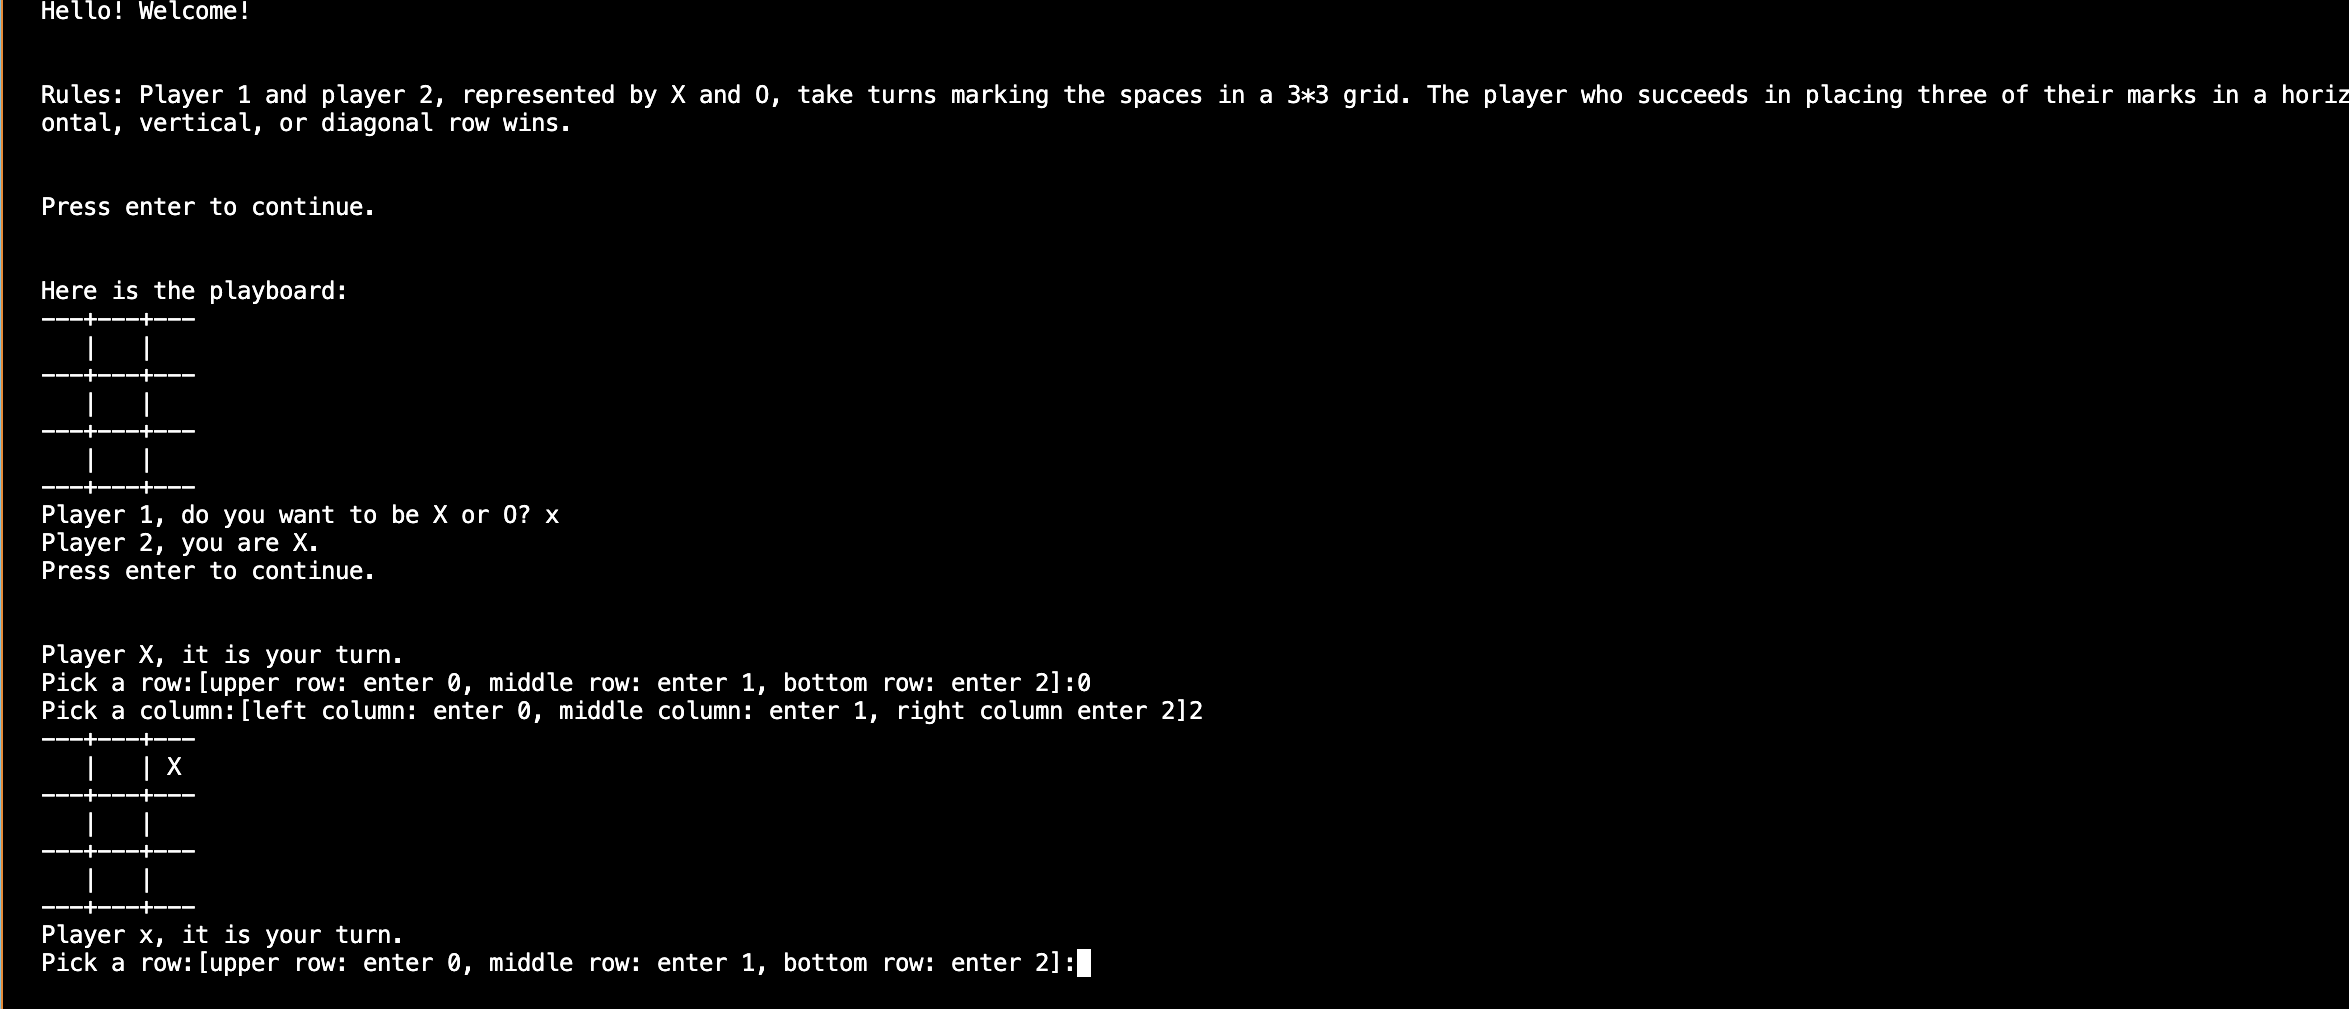 Hello! Welcome!
Rules: Player 1 and player 2, represented by X and O, take turns marking the spaces in a 3*3 grid. The player who succeeds in placing three of their marks in a horiz
ontal, vertical, or diagonal row wins.
Press enter to continue.
Here is the playboard:
---+---+---
   |   |
---+---+---
   |   |
---+---+---
   |   |
---+---+---
Player 1, do you want to be X or O? x
Player 2, you are X.
Press enter to continue.
Player X, it is your turn.
Pick a row:[upper row: enter 0, middle row: enter 1, bottom row: enter 2]:0
Pick a column:[left column: enter 0, middle column: enter 1, right column enter 2]2
---+---+---
   |   | X
---+---+---
   |   |
---+---+---
   |   |
---+---+---
Player x, it is your turn.
Pick a row:[upper row: enter 0, middle row: enter 1, bottom row: enter 2]: